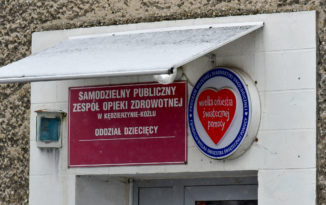 SAMODZIELNY PUBLICZNY
ZESPÓŁ OPIEKI ZDROWOTNEJ
W KĘDZIERZYNIE-KOŹLU
ODDZIAŁ DZIECIĘCY
wielka orkiestra
świątecznej
pomocy